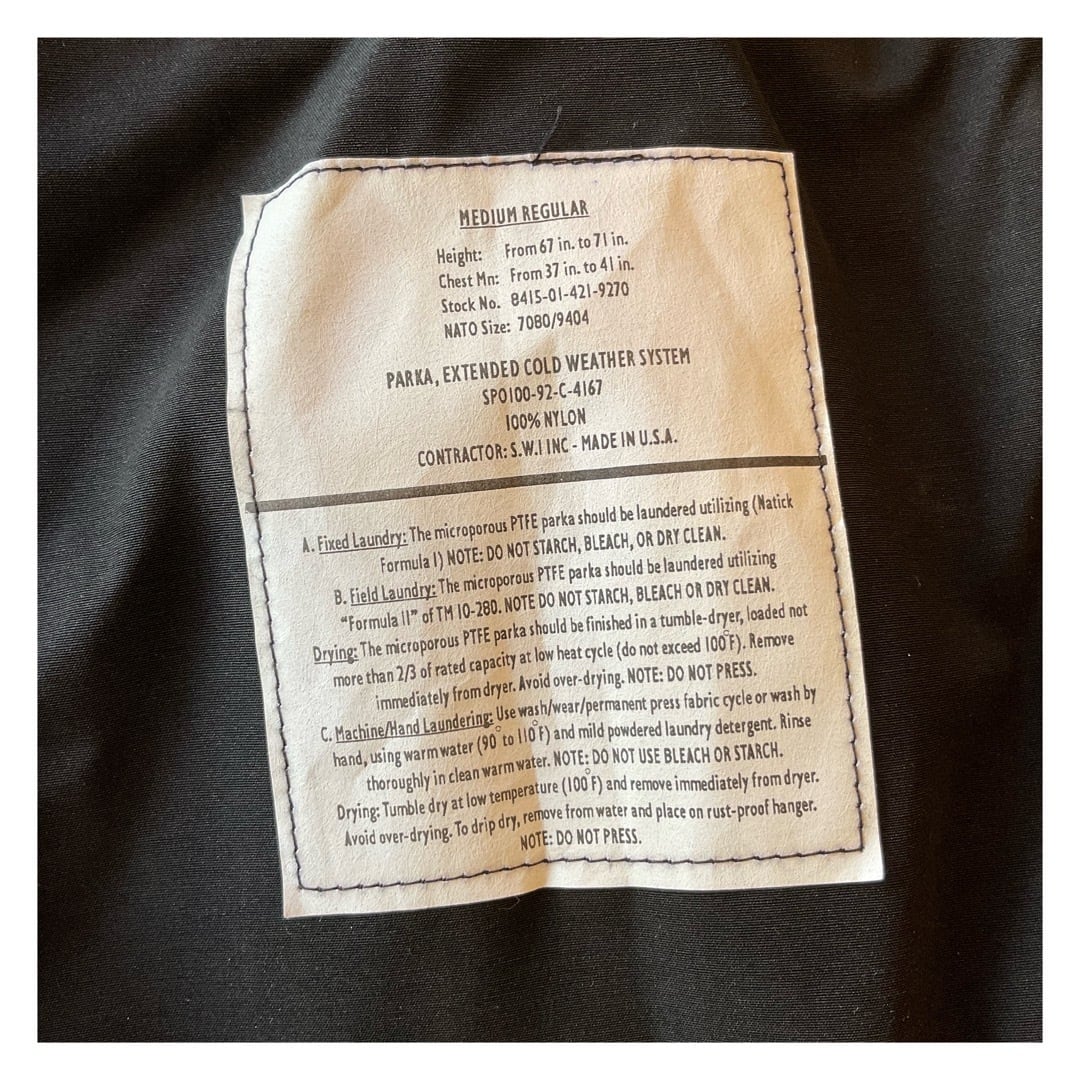 MEDIUM REGULAR
Height: From 67 in. to 71 in.
Chest Mn: From 37 in. to 41 in.
Stock No. 8415-01-421-9270
NATO Size: 7080/9404
PARKA, EXTENDED COLD WEATHER SYSTEM
SPO100-92-C-4167
100% NYLON
CONTRACTOR: S.W.I INC - MADE IN U.S.A.
A. Fixed Laundry: The microporous PTFE parka should be laundered utilizing (Natick
Formula I) NOTE: DO NOT STARCH, BLEACH, OR DRY CLEAN.
B. Field Laundry: The microporous PTFE parka should be laundered utilizing
“Formula II” of TM 10-280. NOTE DO NOT STARCH, BLEACH OR DRY CLEAN.
Drying: The microporous PTFE parka should be finished in a tumble-dryer, loaded not
more than 2/3 of rated capacity at low heat cycle (do not exceed 100°F). Remove
immediately from dryer. Avoid over-drying. NOTE: DO NOT PRESS.
C. Machine/Hand Laundering: Use wash/wear/permanent press fabric cycle or wash by
hand, using warm water (90° to 110°F) and mild powdered laundry detergent. Rinse
thoroughly in clean warm water. NOTE: DO NOT USE BLEACH OR STARCH.
Drying: Tumble dry at low temperature (100°F) and remove immediately from dryer.
Avoid over-drying. To drip dry, remove from water and place on rust-proof hanger.
NOTE: DO NOT PRESS.